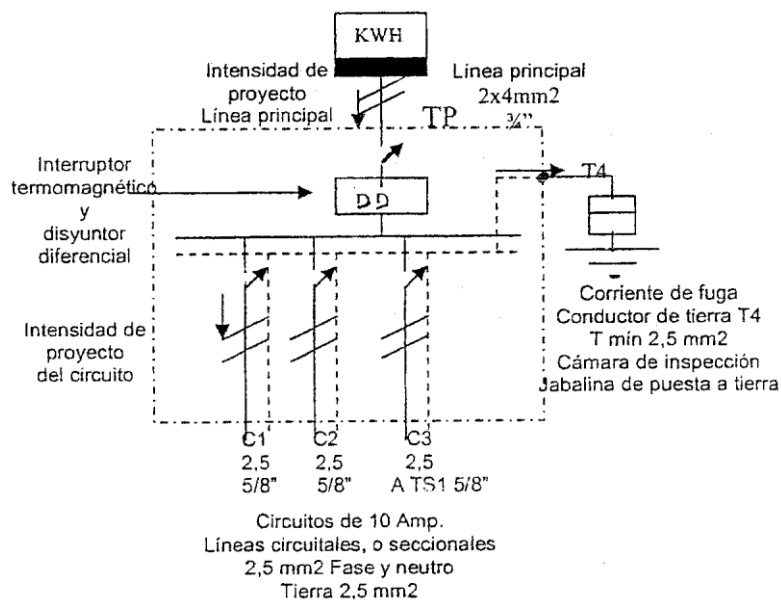 KWH
Intensidad de
proyecto
Línea principal
Línea principal
2x4mm2
¾"
TP
Interruptor
termomagnético
y
disyuntor
diferencial
DD
T4
Corriente de fuga
Conductor de tierra T4
T mín 2,5 mm2
Cámara de inspección
Jabalina de puesta a tierra
Intensidad de
proyecto
del circuito
C1 C2 C3
2,5 2,5 2,5
5/8" 5/8" A TS1 5/8"
Circuitos de 10 Amp.
Líneas circuitales, o seccionales
2,5 mm2 Fase y neutro
Tierra 2,5 mm2